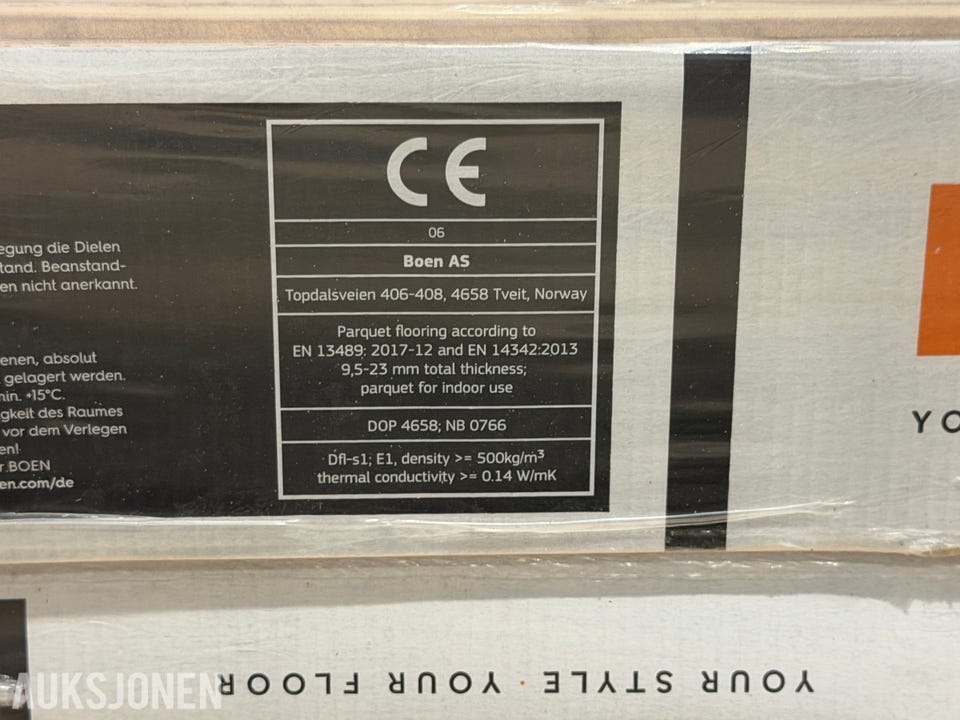 egung die Dielen
tand. Beanstand-
en nicht anerkannt.
enen, absolut
gelagert werden.
min. +15°C.
gkeit des Raumes
vor dem Verlegen
en!
r BOEN
en.com/de
CE
06
Boen AS
Topdalsveien 406-408, 4658 Tveit, Norway
Parquet flooring according to
EN 13489: 2017-12 and EN 14342:2013
9,5-23 mm total thickness;
parquet for indoor use
DOP 4658; NB 0766
Dfl-s1; E1, density >= 500kg/m³
thermal conductivity >= 0.14 W/mK
YO
YOUR STYLE · YOUR FLOOR
AUKSJONEN